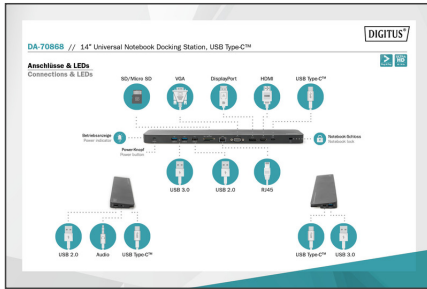 DIGITUS®
DA-70868 // 14" Universal Notebook Docking Station, USB Type-C™
Anschlüsse & LEDs
Connections & LEDs
SD/Micro SD
VGA
DisplayPort
HDMI
USB Type-C™
Betriebsanzeige
Power indicator
Power-Knopf
Power button
Notebook-Schloss
Notebook lock
USB 3.0
USB 2.0
RJ45
USB 2.0
Audio
USB Type-C™
USB Type-C™
USB 3.0